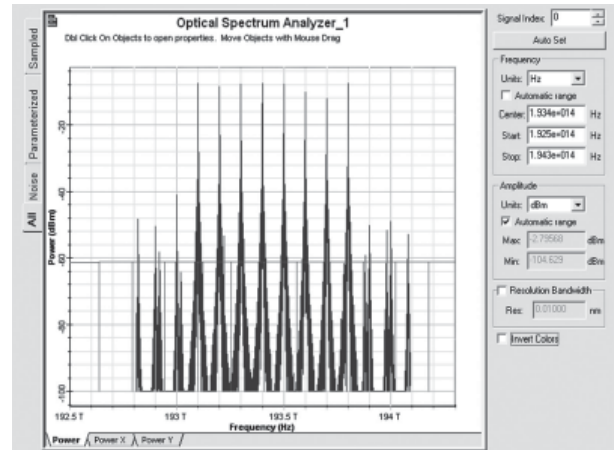 Optical Spectrum Analyzer_1
Dbl Click On Objects to open properties. Move Objects with Mouse Drag
Sampled
Parameterized
Noise
All
Power (dBm)
-20
-40
-60
-80
-100
192.5 T
193 T
193.5 T
194 T
Frequency (Hz)
Power
Power X
Power Y
Signal Index: 0
Auto Set
Frequency
Units: Hz
Automatic range
Center: 1.934e+014 Hz
Start: 1.925e+014 Hz
Stop: 1.943e+014 Hz
Amplitude
Units: dBm
Automatic range
Max: -2.79568 dBm
Min: -104.629 dBm
Resolution Bandwidth
Res: 0.01000 nm
Invert Colors